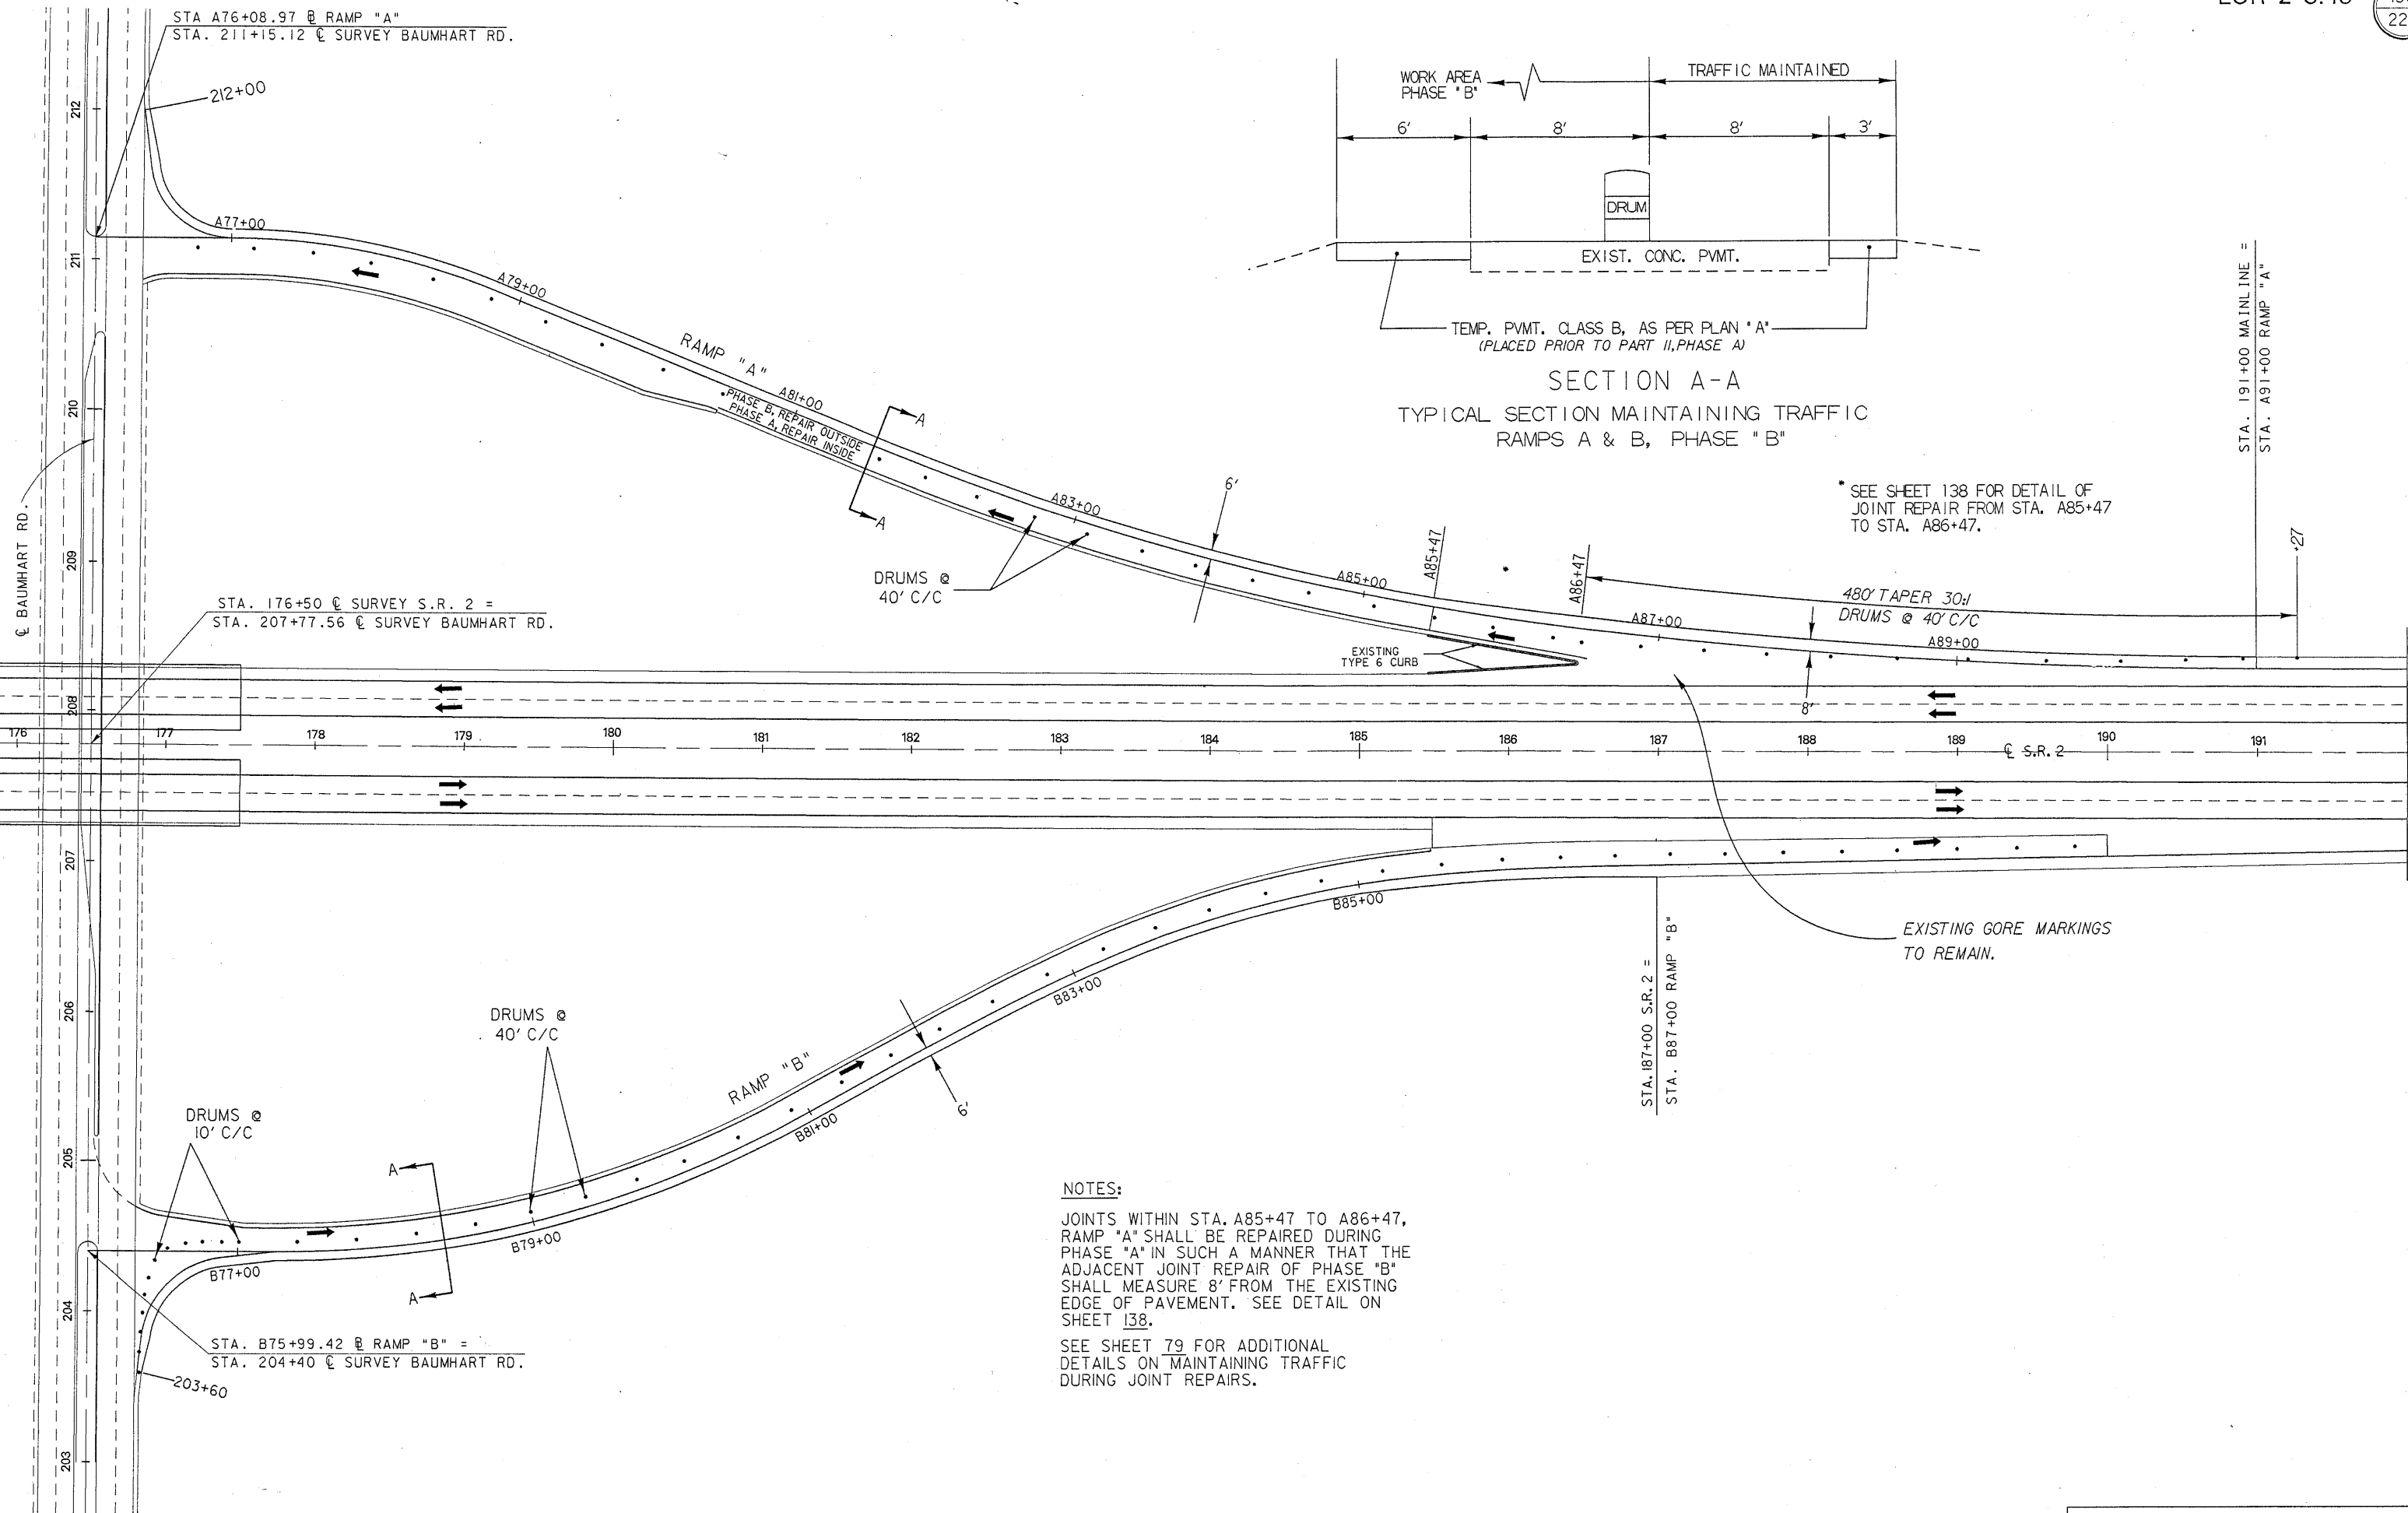 STA A76+08.97 ⅊ RAMP "A"
STA. 211+15.12 ℄ SURVEY BAUMHART RD.
212+00
WORK AREA
PHASE "B"
TRAFFIC MAINTAINED
6'
8'
8'
3'
DRUM
EXIST. CONC. PVMT.
TEMP. PVMT. CLASS B, AS PER PLAN "A"
(PLACED PRIOR TO PART II, PHASE A)
SECTION A-A
TYPICAL SECTION MAINTAINING TRAFFIC
RAMPS A & B, PHASE "B"
STA. 191+00 MAINLINE =
STA. A91+00 RAMP "A"
* SEE SHEET 138 FOR DETAIL OF
JOINT REPAIR FROM STA. A85+47
TO STA. A86+47.
212
211
210
209
208
207
206
205
204
203
℄ BAUMHART RD.
A77+00
A79+00
RAMP "A"
A81+00
PHASE B, REPAIR OUTSIDE
PHASE A, REPAIR INSIDE
A
A
A83+00
6'
DRUMS @
40' C/C
A85+00
A85+47
*
A86+47
A87+00
480' TAPER 30:1
DRUMS @ 40' C/C
A89+00
+27
8'
EXISTING
TYPE 6 CURB
STA. 176+50 ℄ SURVEY S.R. 2 =
STA. 207+77.56 ℄ SURVEY BAUMHART RD.
176 177 178 179 180 181 182 183 184 185 186 187 188 189 ℄ S.R. 2 190 191
EXISTING GORE MARKINGS
TO REMAIN.
STA. 187+00 S.R. 2 =
STA. B87+00 RAMP "B"
B85+00
B83+00
B81+00
6'
RAMP "B"
DRUMS @
40' C/C
B79+00
A
A
DRUMS @
10' C/C
B77+00
STA. B75+99.42 ⅊ RAMP "B" =
STA. 204+40 ℄ SURVEY BAUMHART RD.
203+60
NOTES:
JOINTS WITHIN STA. A85+47 TO A86+47,
RAMP "A" SHALL BE REPAIRED DURING
PHASE "A" IN SUCH A MANNER THAT THE
ADJACENT JOINT REPAIR OF PHASE "B"
SHALL MEASURE 8' FROM THE EXISTING
EDGE OF PAVEMENT. SEE DETAIL ON
SHEET 138.
SEE SHEET 79 FOR ADDITIONAL
DETAILS ON MAINTAINING TRAFFIC
DURING JOINT REPAIRS.